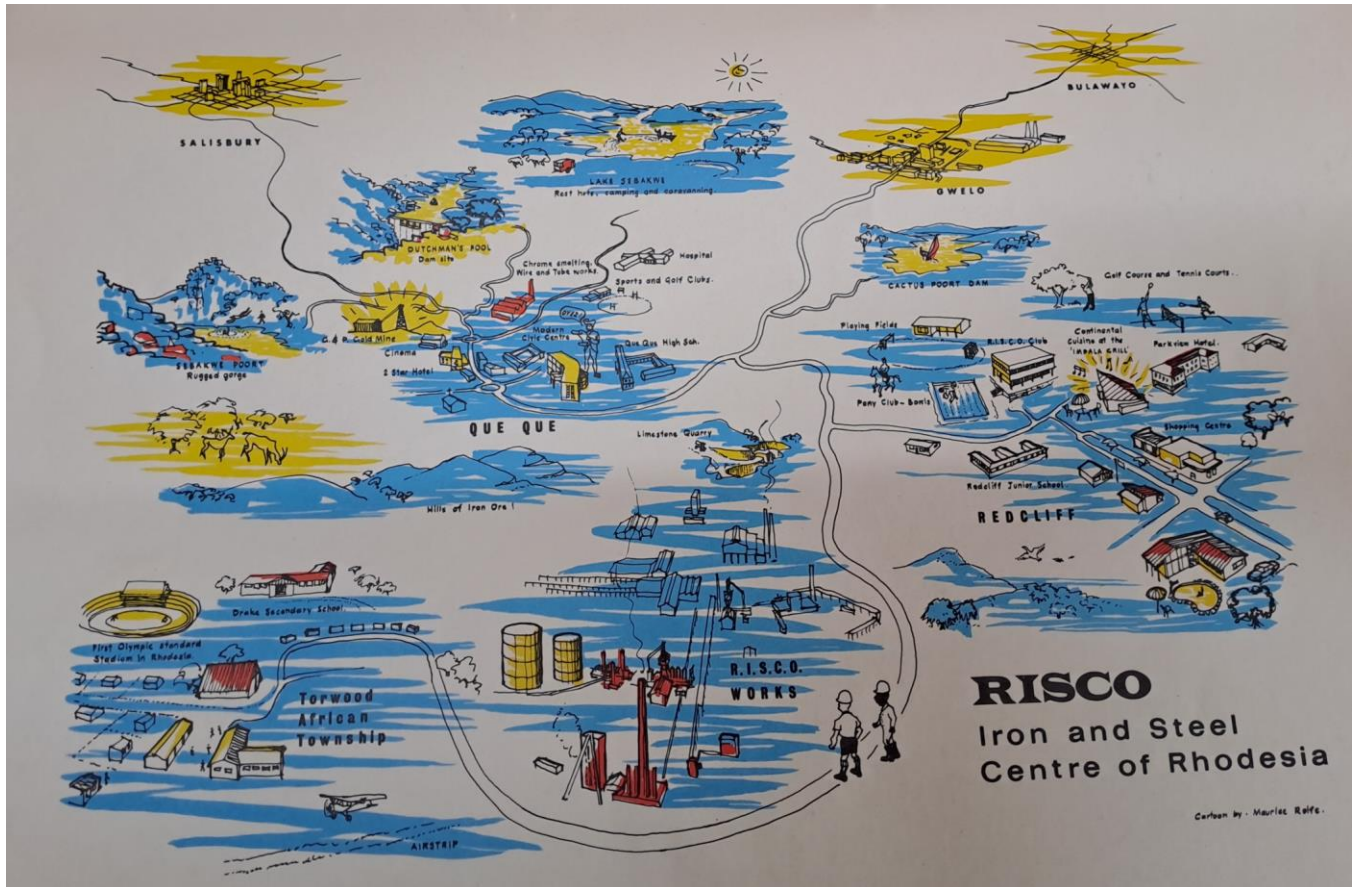 SALISBURY
BULAWAYO
LAKE SEBAKWE
Rest huts, camping and caravanning.
GWELO
DUTCHMAN'S POOL
Dam site
Chrome smelting.
Wire and Tube works.
Hospital
Sports and Golf Clubs.
CACTUS POORT DAM
Golf Course and Tennis Courts..
SEBAKWE POORT
Rugged gorge
G. & P. Gold Mine
OYEZ!
Cinema
2 Star Hotel
Modern
Civic Centre
Que Que High Sch.
QUE QUE
Playing Fields
R.I.S.C.O. Club
Continental
Cuisine at the
'IMPALA GRILL'
Parkview Hotel.
Pony Club-Bomis
Shopping Centre
Redcliff Junior School
REDCLIFF
Limestone Quarry
Hills of Iron Ore !
Drake Secondary School.
First Olympic standard
Stadium in Rhodesia.
Torwood
African
Township
R.I.S.C.O.
WORKS
AIRSTRIP
RISCO
Iron and Steel
Centre of Rhodesia
Cartoon by. Maurice Rolfe.